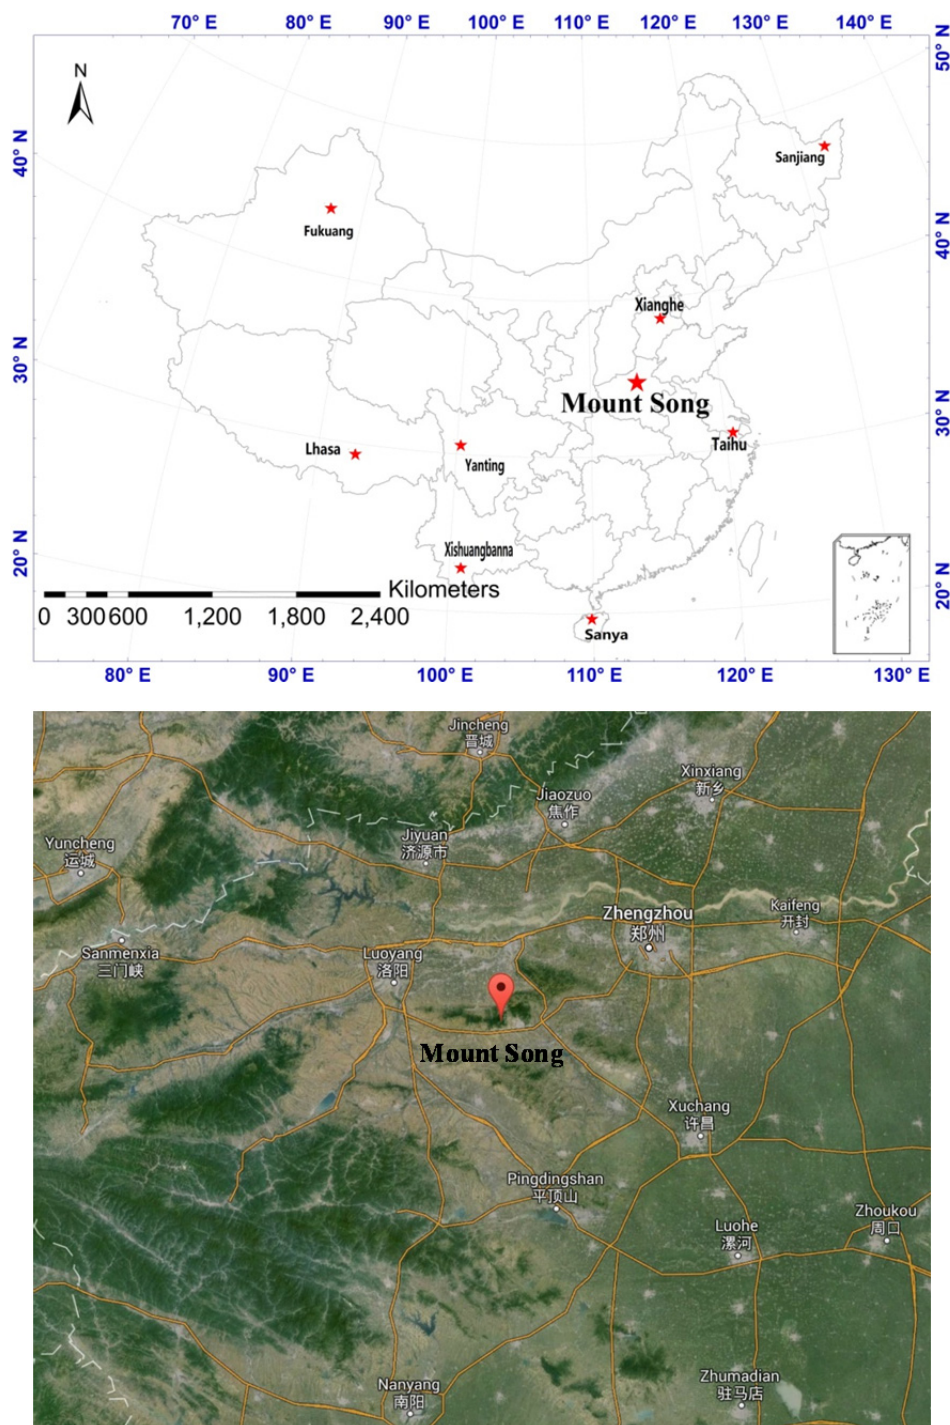 70° E 80° E 90° E 100° E 110° E 120° E 130° E 140° E
50° N
N
40° N
Sanjiang
Fukuang
40° N
Xianghe
30° N
Mount Song
30° N
Taihu
Lhasa
Yanting
20° N
Xishuangbanna
20° N
Kilometers
0 300 600 1,200 1,800 2,400
Sanya
80° E 90° E 100° E 110° E 120° E 130° E
Jincheng
晋城
Xinxiang
新乡
Jiaozuo
焦作
Jiyuan
济源市
Yuncheng
运城
Kaifeng
开封
Zhengzhou
郑州
Sanmenxia
三门峡
Luoyang
洛阳
Mount Song
Xuchang
许昌
Pingdingshan
平顶山
Zhoukou
周口
Luohe
漯河
Zhumadian
驻马店
Nanyang
南阳